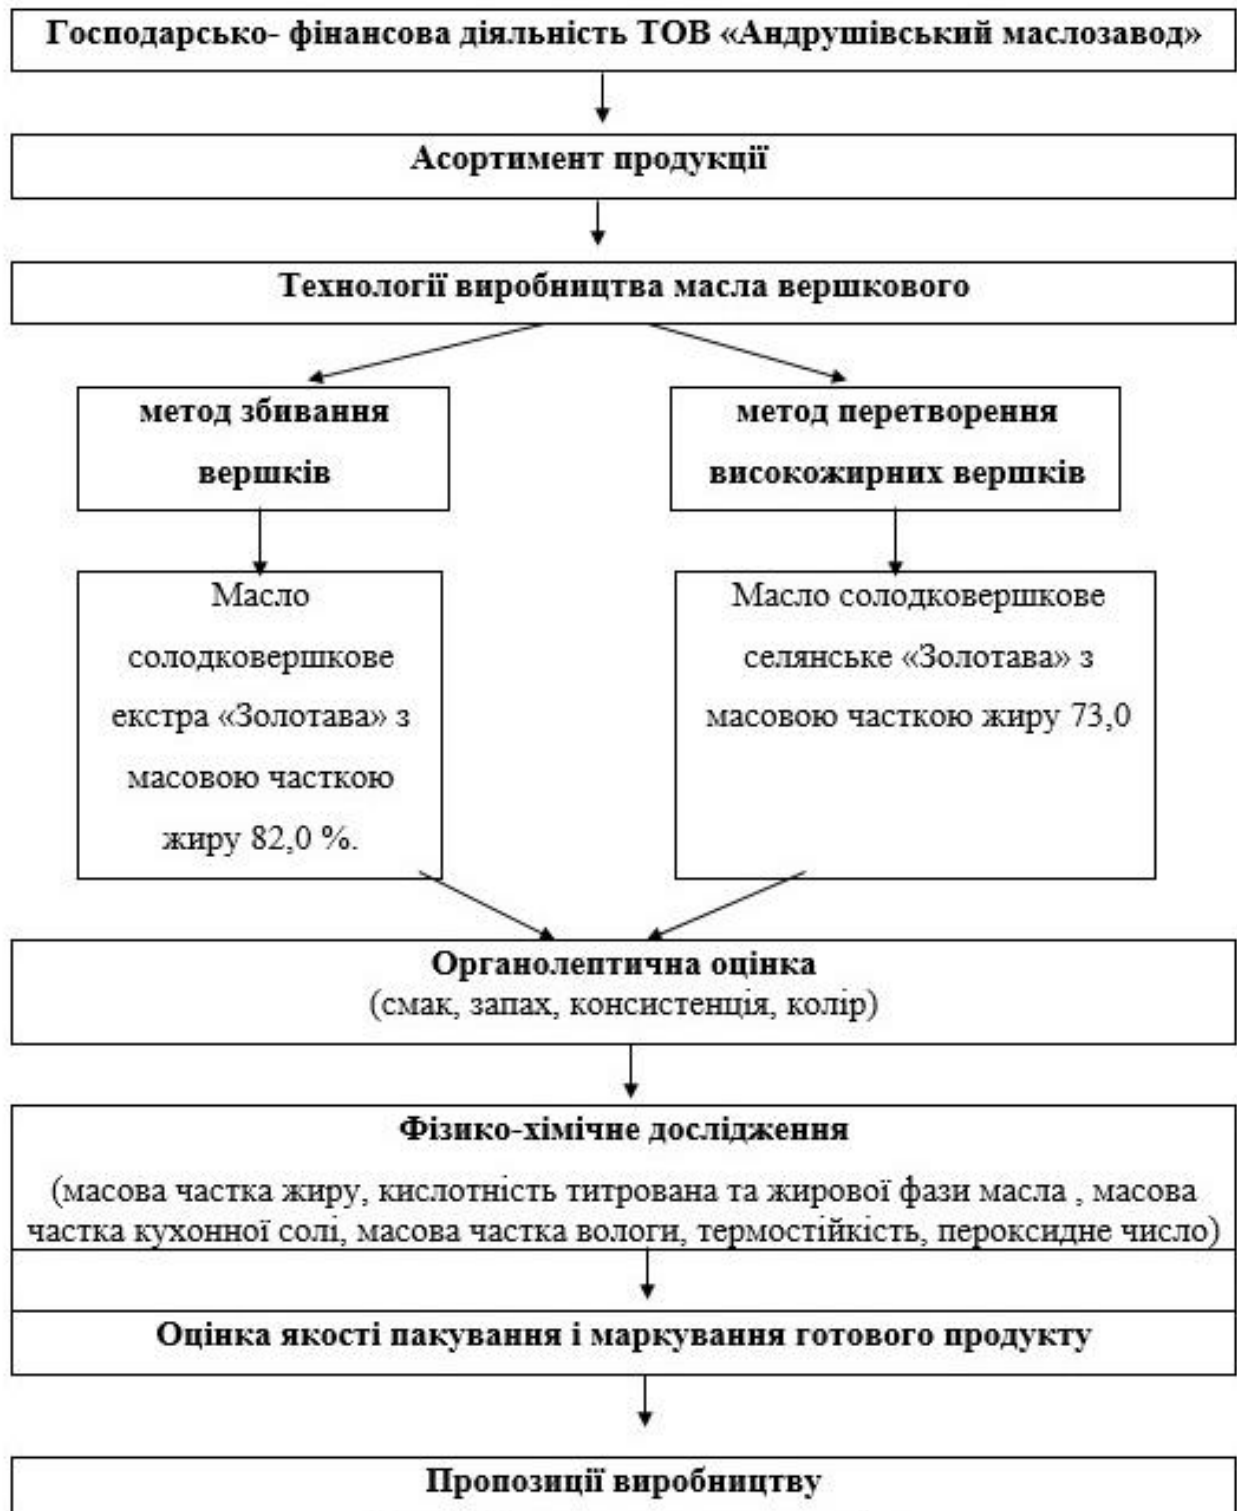 Господарсько- фінансова діяльність ТОВ «Андрушівський маслозавод»
Асортимент продукції
Технології виробництва масла вершкового
метод збивання
вершків
метод перетворення
високожирних вершків
Масло
солодковершкове
екстра «Золотава» з
масовою часткою
жиру 82,0 %.
Масло солодковершкове
селянське «Золотава» з
масовою часткою жиру 73,0
Органолептична оцінка
(смак, запах, консистенція, колір)
Фізико-хімічне дослідження
(масова частка жиру, кислотність титрована та жирової фази масла , масова
частка кухонної солі, масова частка вологи, термостійкість, пероксидне число)
Оцінка якості пакування і маркування готового продукту
Пропозиції виробництву